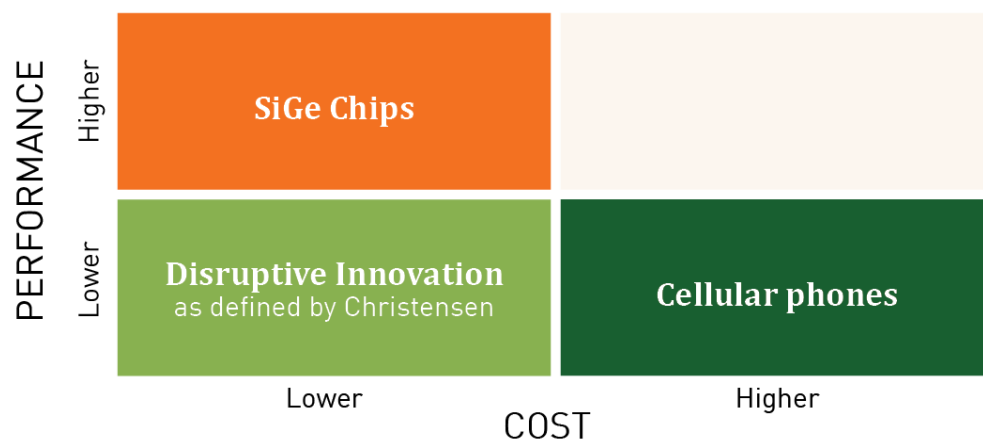 PERFORMANCE
Higher
SiGe Chips
Lower
Disruptive Innovation
as defined by Christensen
Cellular phones
Lower
Higher
COST